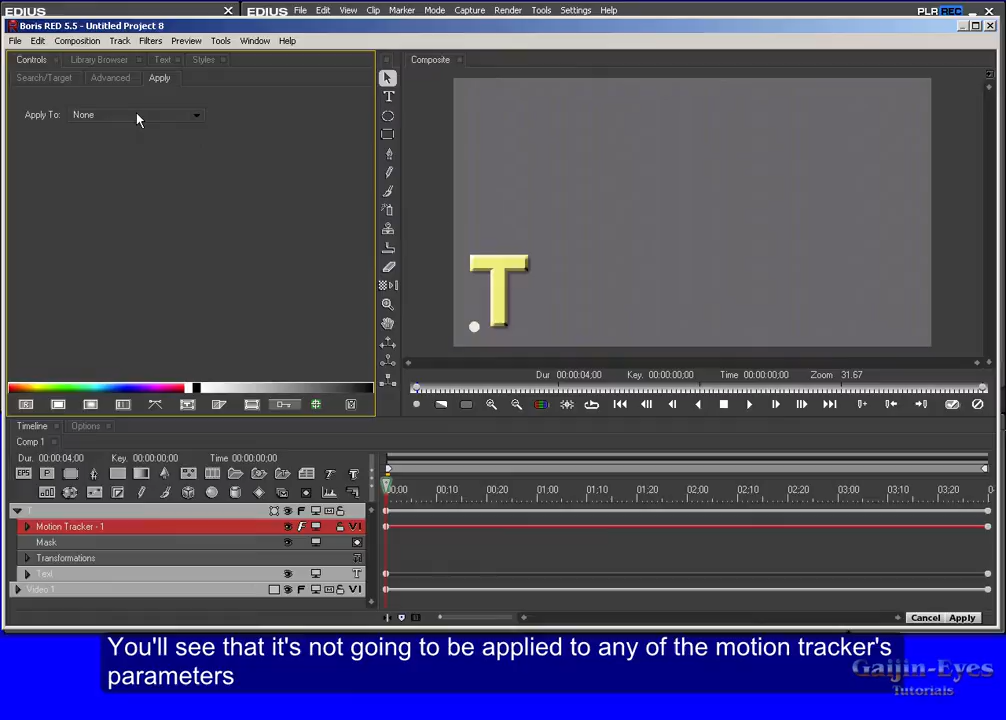 EDIUS
EDIUS File Edit View Clip Marker Mode Capture Render Tools Settings Help PLR REC
Boris RED 5.5 - Untitled Project 8
File Edit Composition Track Filters Preview Tools Window Help
Controls Library Browser Text Styles
Composite
Search/Target Advanced Apply
Apply To: None
T
T
Dur 00:00:04;00 Key. 00:00:00;00 Time 00:00:00;00 Zoom 31.67
Timeline Options
Comp 1
Dur. 00:00:04;00 Key. 00:00:00;00 Time 00:00:00;00
EPS P T T
00:00 00:10 00:20 01:00 01:10 01:20 02:00 02:10 02:20 03:00 03:10 03:20
T F
Motion Tracker - 1 F V1
Mask
Transformations
Text T
Video 1 F V1
Cancel Apply
You'll see that it's not going to be applied to any of the motion tracker's
parameters
Gaijin-Eyes
Tutorials